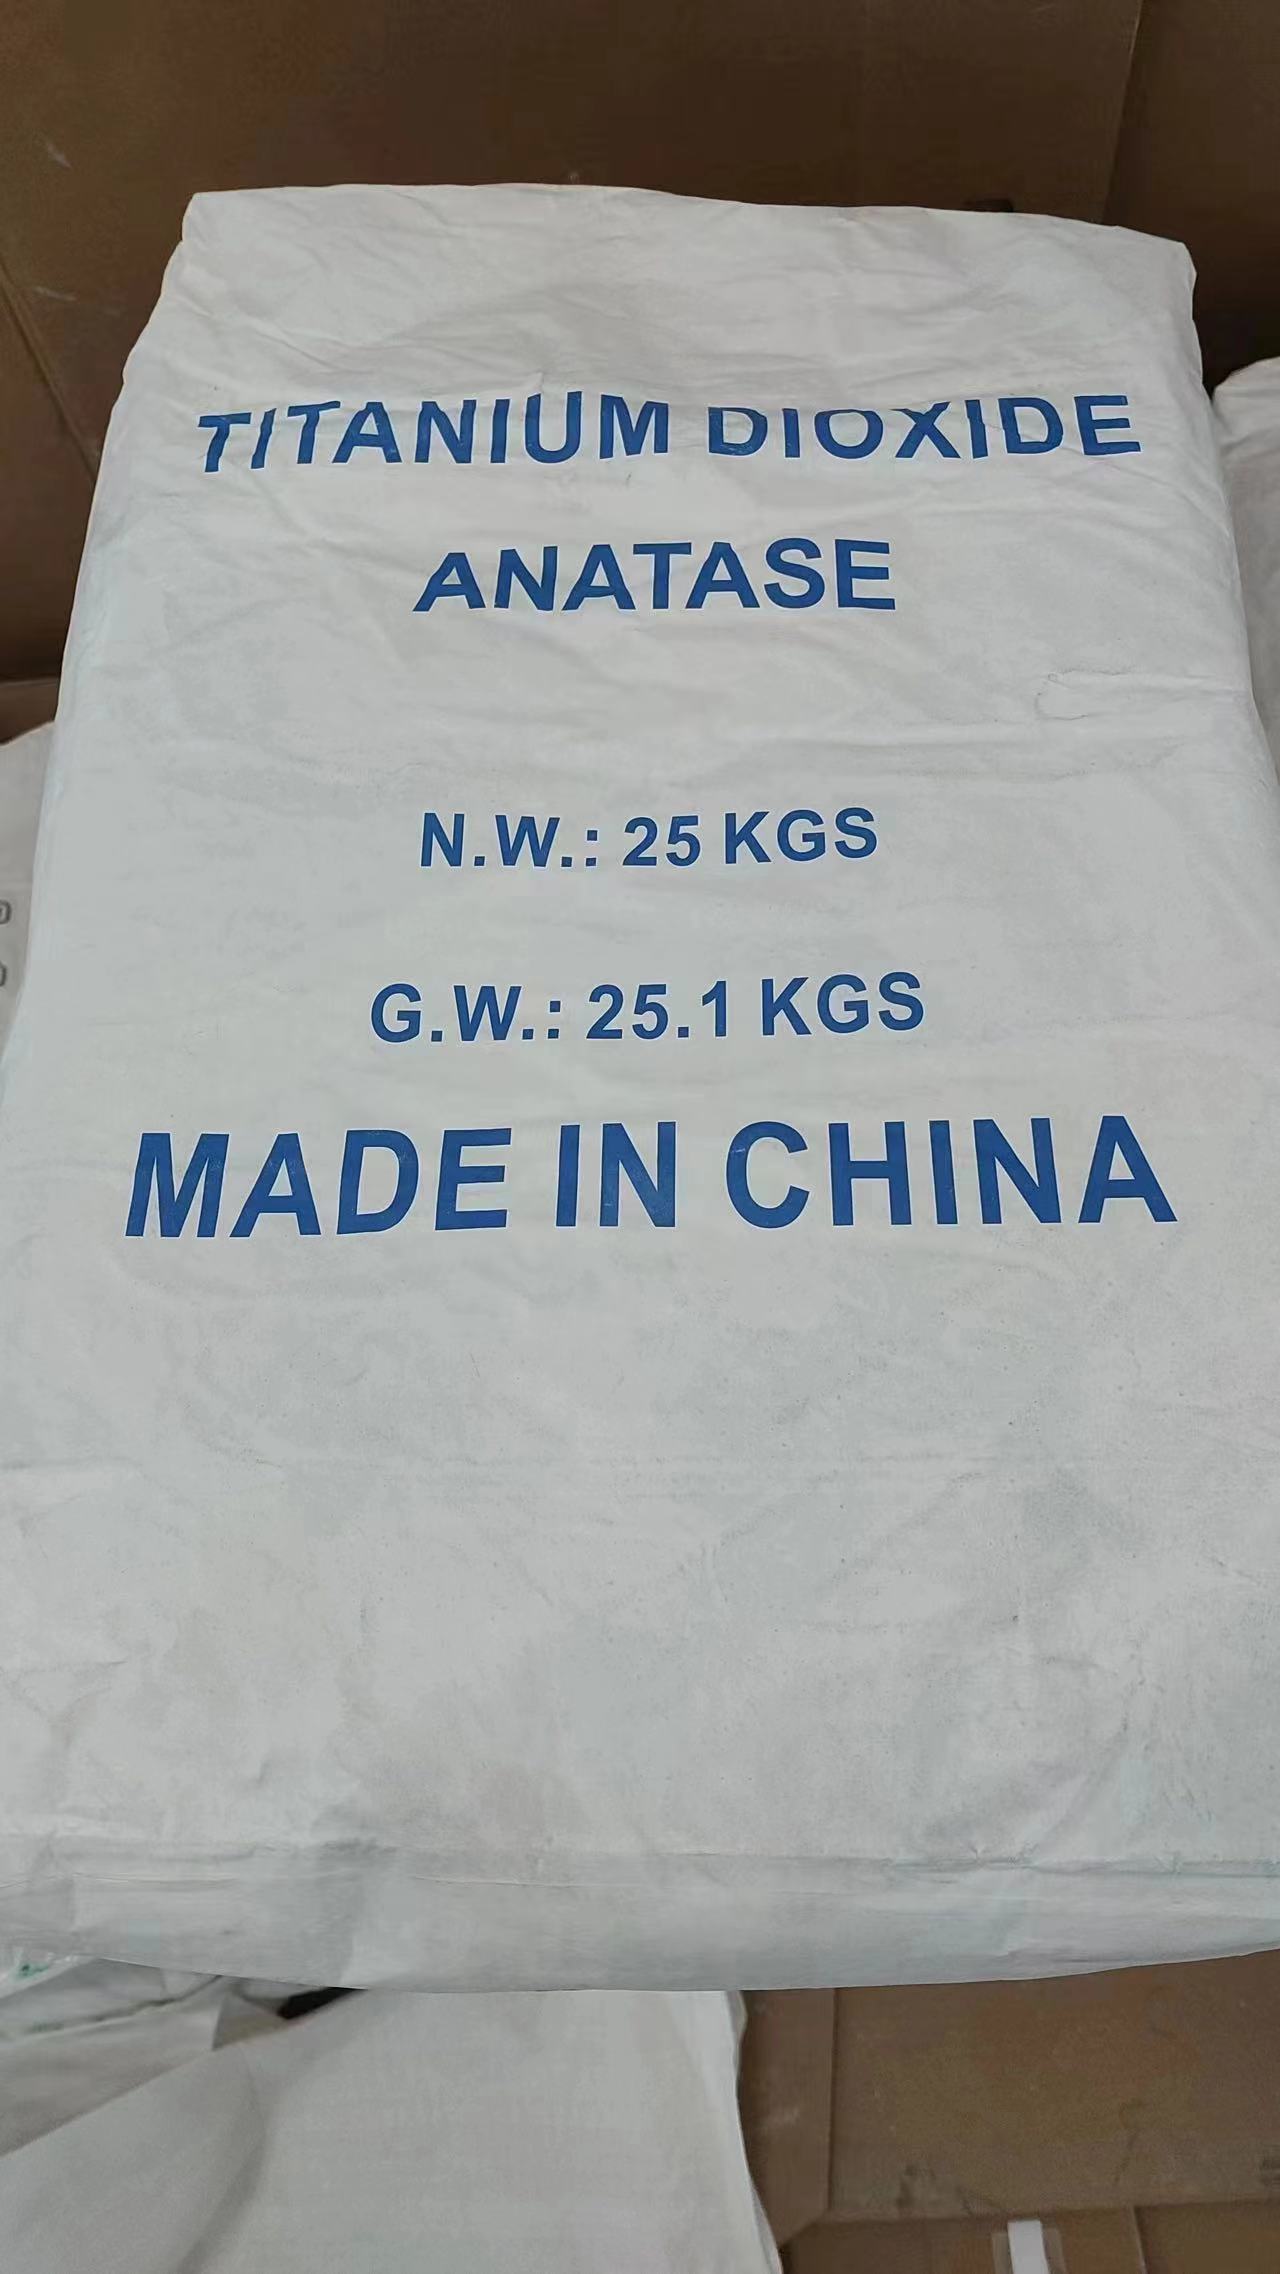 TITANIUM DIOXIDE
ANATASE
N.W.: 25 KGS
G.W.: 25.1 KGS
MADE IN CHINA